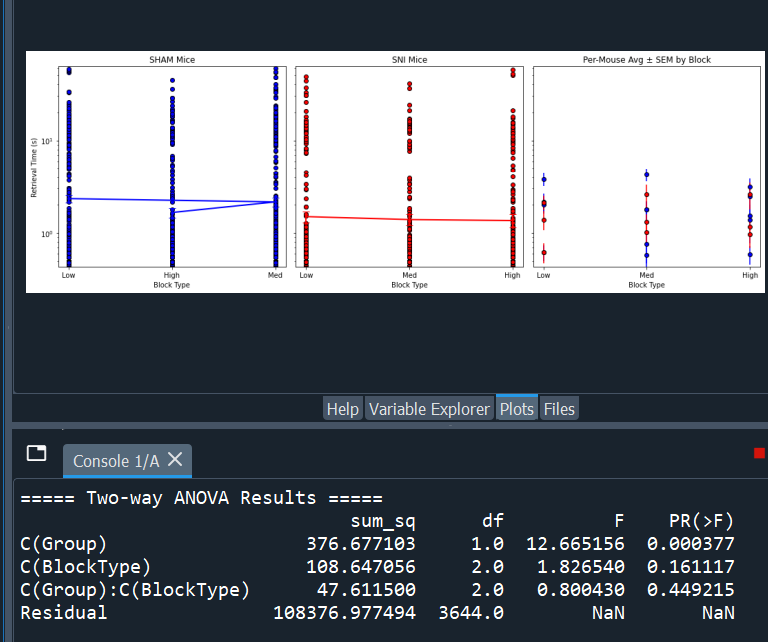 SHAM Mice
SNI Mice
Per-Mouse Avg ± SEM by Block
Retrieval Time (s)
10¹
10⁰
Low High Med
Low Med High
Low Med High
Block Type
Block Type
Block Type
Help Variable Explorer Plots Files
Console 1/A
===== Two-way ANOVA Results =====
sum_sq df F PR(>F)
C(Group) 376.677103 1.0 12.665156 0.000377
C(BlockType) 108.647056 2.0 1.826540 0.161117
C(Group):C(BlockType) 47.611500 2.0 0.800430 0.449215
Residual 108376.977494 3644.0 NaN NaN